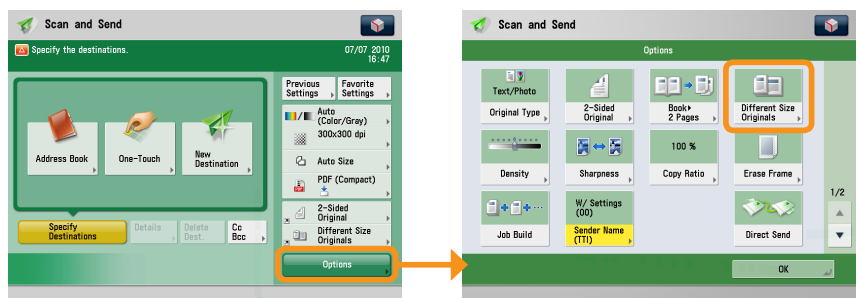 Scan and Send
Specify the destinations.
07/07 2010
16:47
Previous
Settings
Favorite
Settings
Address Book
One-Touch
New
Destination
Auto
(Color/Gray)
300x300 dpi
Auto Size
PDF (Compact)
2-Sided
Original
Different Size
Originals
Specify
Destinations
Details
Delete
Dest.
Cc
Bcc
Options
Scan and Send
Options
Text/Photo
Original Type
2-Sided
Original
Book
2 Pages
Different Size
Originals
Density
Sharpness
100 %
Copy Ratio
Erase Frame
Job Build
W/ Settings
(00)
Sender Name
(TTI)
Direct Send
1/2
OK